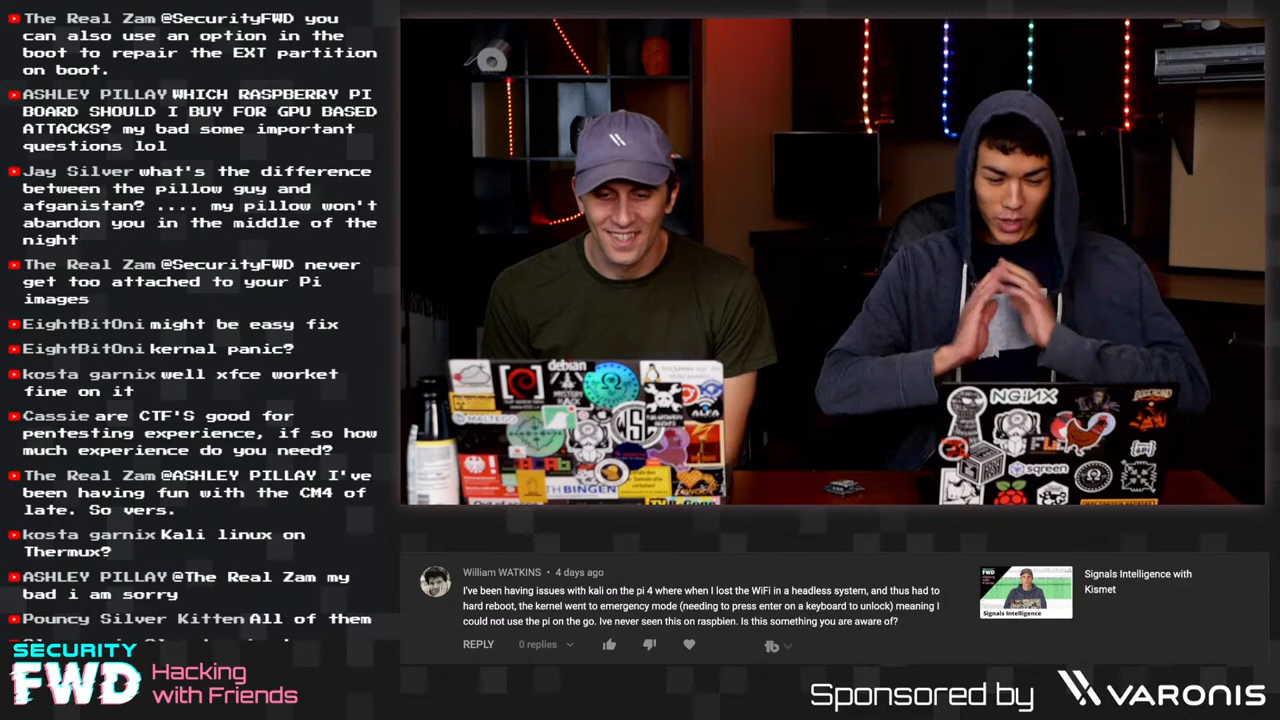 The Real Zam @SecurityFWD you
can also use an option in the
boot to repair the EXT partition
on boot.
ASHLEY PILLAY WHICH RASPBERRY PI
BOARD SHOULD I BUY FOR GPU BASED
ATTACKS? my bad some important
questions lol
Jay Silver what's the difference
between the pillow guy and
afganistan? .... my pillow won't
abandon you in the middle of the
night
The Real Zam @SecurityFWD never
get too attached to your Pi
images
EightBitOni might be easy fix
EightBitOni kernal panic?
kosta garnix well xfce worket
fine on it
Cassie are CTF'S good for
pentesting experience, if so how
much experience do you need?
The Real Zam @ASHLEY PILLAY I've
been having fun with the CM4 of
late. So vers.
kosta garnix Kali linux on
Thermux?
ASHLEY PILLAY @The Real Zam my
bad i am sorry
Pouncy Silver Kitten
SECURITY
FWD
Hacking
with Friends
debian
MALTEGO
WS
ALFA
TH BINGEN
NGINX
sqreen
William WATKINS • 4 days ago
I've been having issues with kali on the pi 4 where when I lost the WiFi in a headless system, and thus had to
hard reboot, the kernel went to emergency mode (needing to press enter on a keyboard to unlock) meaning I
could not use the pi on the go. Ive never seen this on raspbien. Is this something you are aware of?
REPLY 0 replies
Signals Intelligence
Signals Intelligence with
Kismet
Sponsored by VARONIS